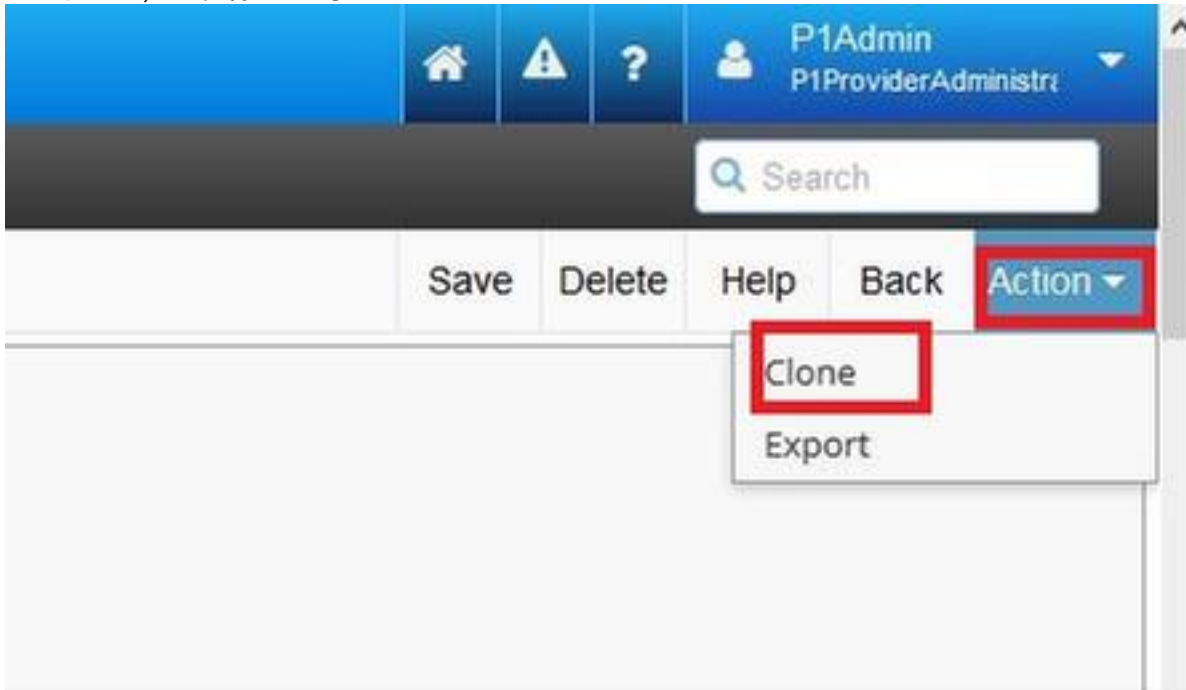 P1Admin
P1ProviderAdministra
Search
Save Delete Help Back Action
Clone
Export